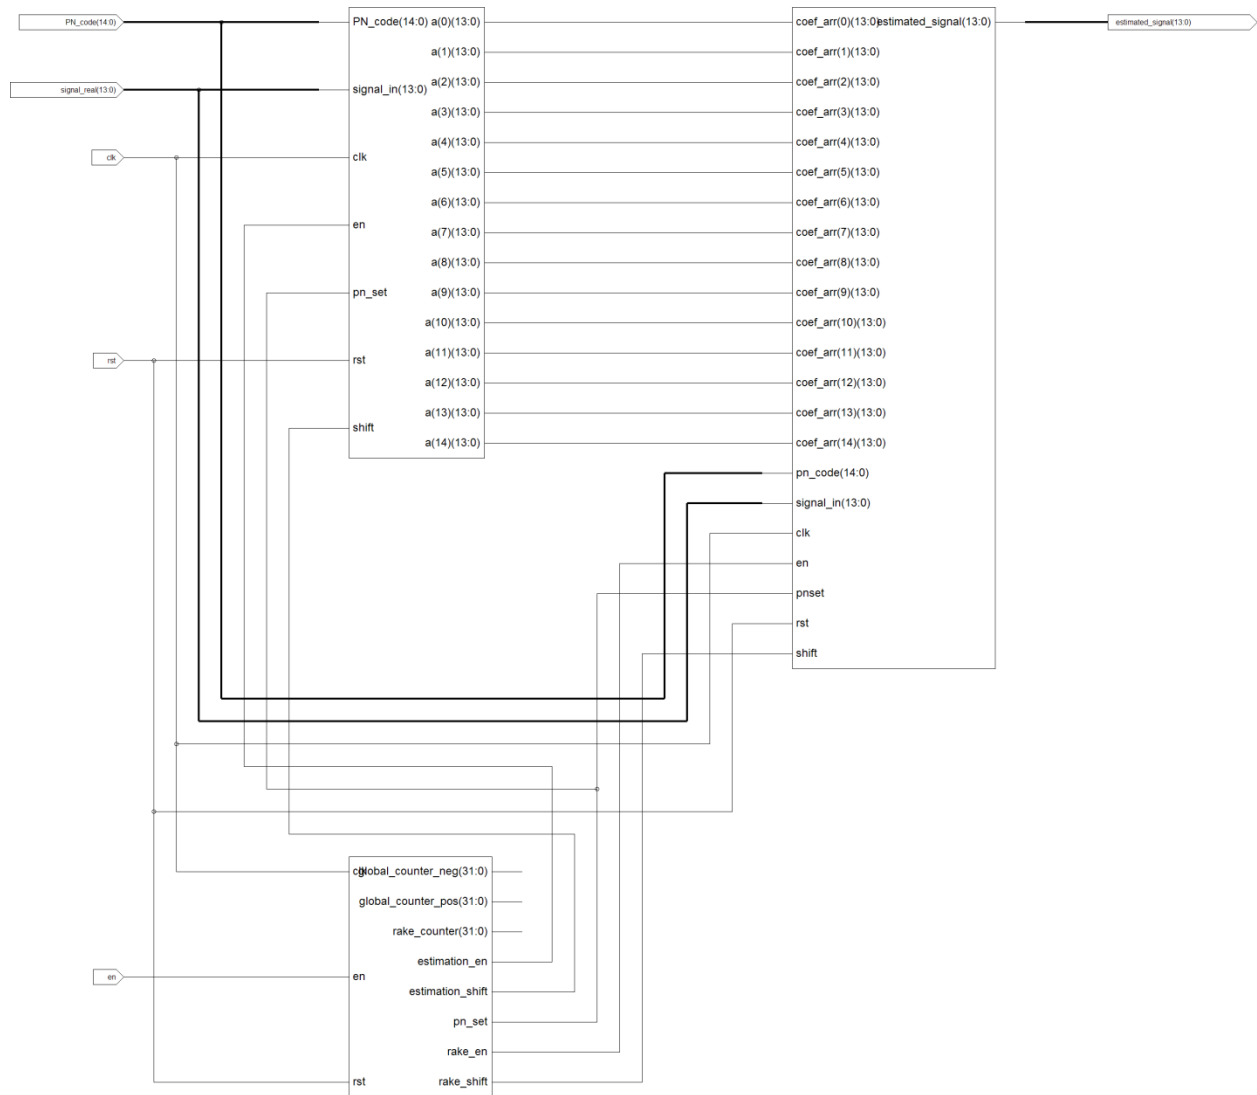 PN_code(14:0)
PN_code(14:0) a(0)(13:0)
coef_arr(0)(13:0)
estimated_signal(13:0)
estimated_signal(13:0)
a(1)(13:0)
coef_arr(1)(13:0)
a(2)(13:0)
coef_arr(2)(13:0)
signal_real(13:0)
signal_in(13:0)
a(3)(13:0)
coef_arr(3)(13:0)
a(4)(13:0)
coef_arr(4)(13:0)
clk
clk
a(5)(13:0)
coef_arr(5)(13:0)
a(6)(13:0)
coef_arr(6)(13:0)
en
a(7)(13:0)
coef_arr(7)(13:0)
a(8)(13:0)
coef_arr(8)(13:0)
pn_set
a(9)(13:0)
coef_arr(9)(13:0)
a(10)(13:0)
coef_arr(10)(13:0)
rst
rst
a(11)(13:0)
coef_arr(11)(13:0)
a(12)(13:0)
coef_arr(12)(13:0)
a(13)(13:0)
coef_arr(13)(13:0)
shift
a(14)(13:0)
coef_arr(14)(13:0)
pn_code(14:0)
signal_in(13:0)
clk
en
pnset
rst
shift
clk
global_counter_neg(31:0)
global_counter_pos(31:0)
rake_counter(31:0)
estimation_en
en
en
estimation_shift
pn_set
rake_en
rst
rake_shift